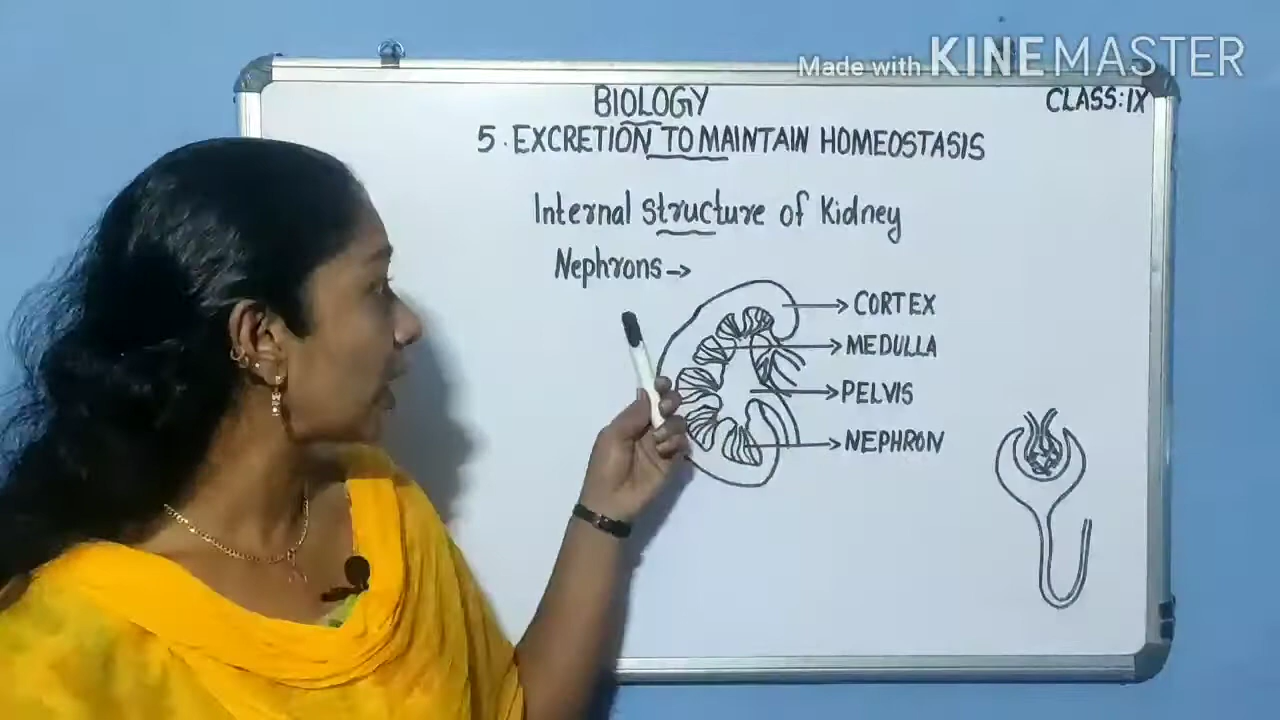 Made with KINEMASTER
BIOLOGY
CLASS:IX
5. EXCRETION TO MAINTAIN HOMEOSTASIS
Internal structure of Kidney
Nephrons →
CORTEX
MEDULLA
PELVIS
NEPHRON